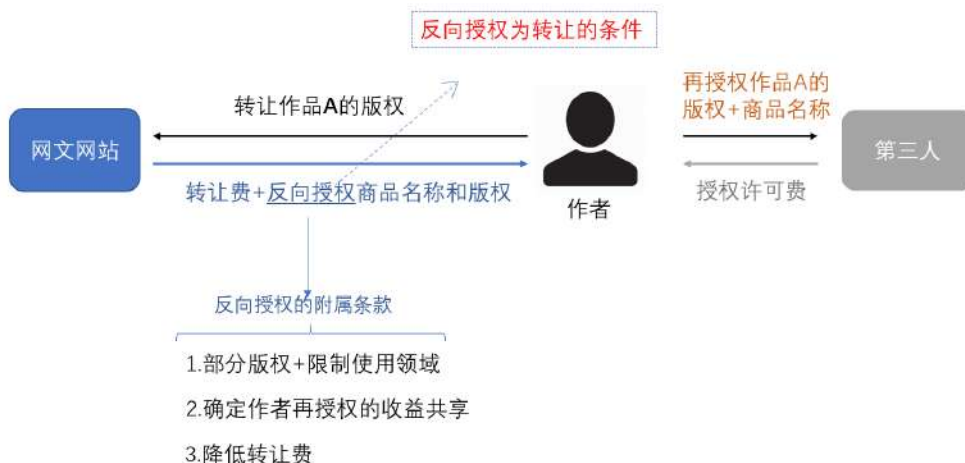 反向授权为转让的条件
转让作品A的版权
再授权作品A的
版权+商品名称
网文网站
第三人
转让费+反向授权商品名称和版权
授权许可费
作者
反向授权的附属条款
1.部分版权+限制使用领域
2.确定作者再授权的收益共享
3.降低转让费